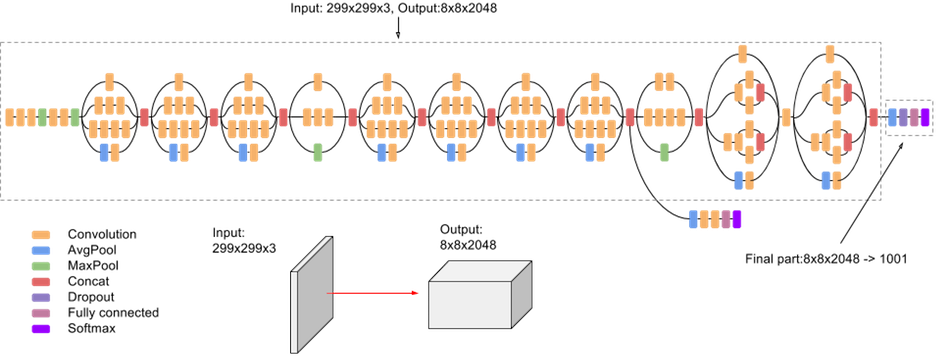 Input: 299x299x3, Output:8x8x2048
Convolution
AvgPool
MaxPool
Concat
Dropout
Fully connected
Softmax
Input:
299x299x3
Output:
8x8x2048
Final part:8x8x2048 -> 1001